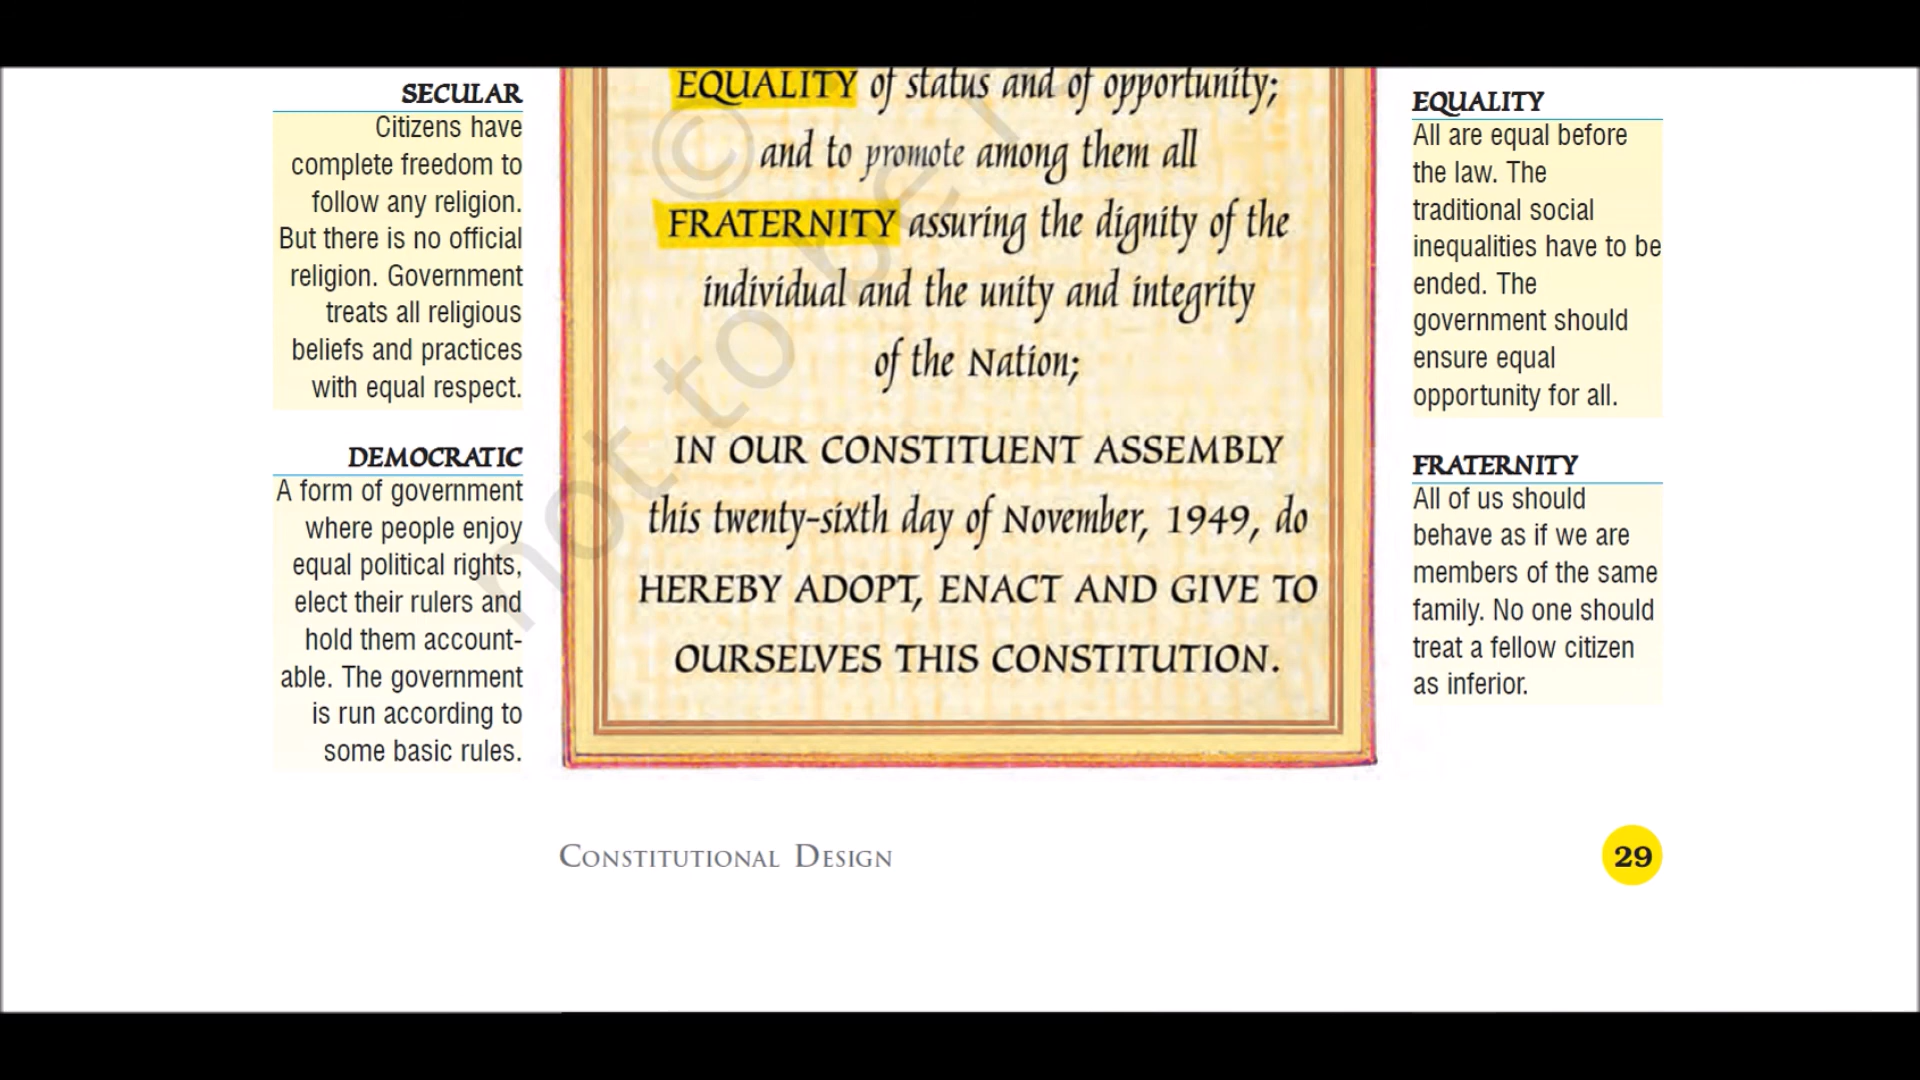 SECULAR
Citizens have
complete freedom to
follow any religion.
But there is no official
religion. Government
treats all religious
beliefs and practices
with equal respect.
DEMOCRATIC
A form of government
where people enjoy
equal political rights,
elect their rulers and
hold them account-
able. The government
is run according to
some basic rules.
EQUALITY of status and of opportunity;
and to promote among them all
FRATERNITY assuring the dignity of the
individual and the unity and integrity
of the Nation;
IN OUR CONSTITUENT ASSEMBLY
this twenty-sixth day of November, 1949, do
HEREBY ADOPT, ENACT AND GIVE TO
OURSELVES THIS CONSTITUTION.
EQUALITY
All are equal before
the law. The
traditional social
inequalities have to be
ended. The
government should
ensure equal
opportunity for all.
FRATERNITY
All of us should
behave as if we are
members of the same
family. No one should
treat a fellow citizen
as inferior.
© not to be r
CONSTITUTIONAL DESIGN
29